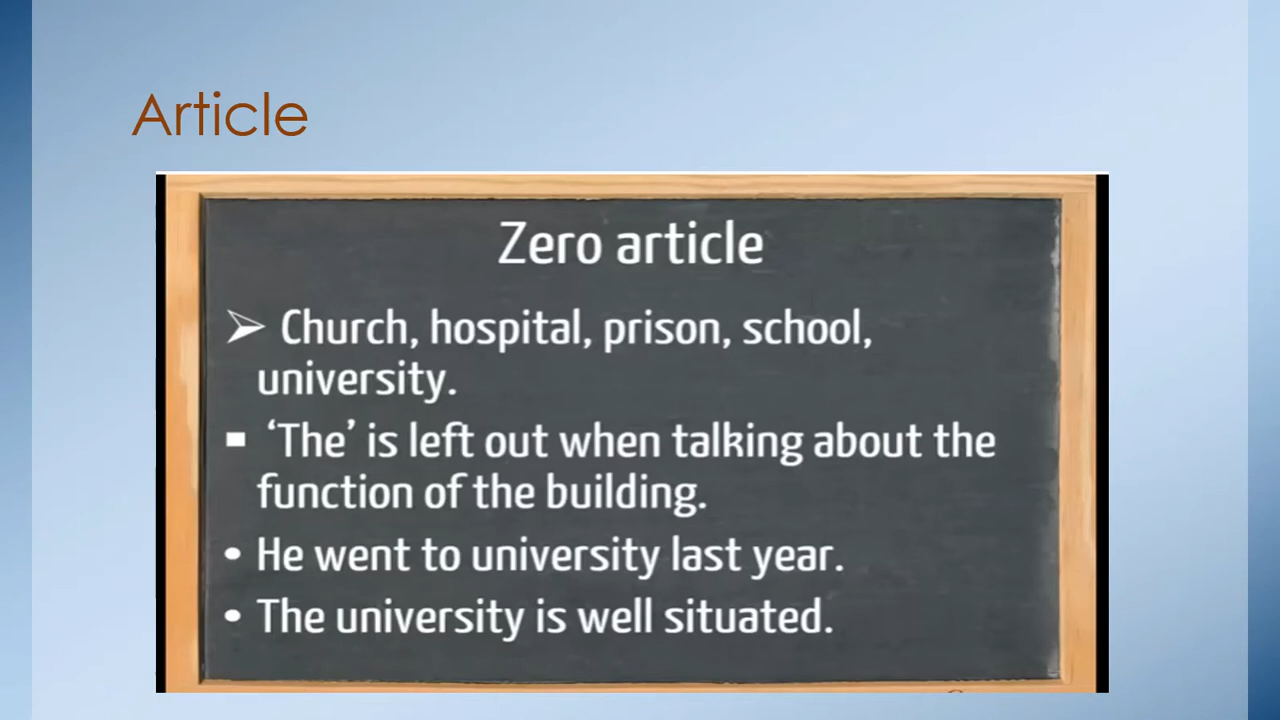 Article
Zero article
➢ Church, hospital, prison, school,
university.
▪ ‘The’ is left out when talking about the
function of the building.
• He went to university last year.
• The university is well situated.